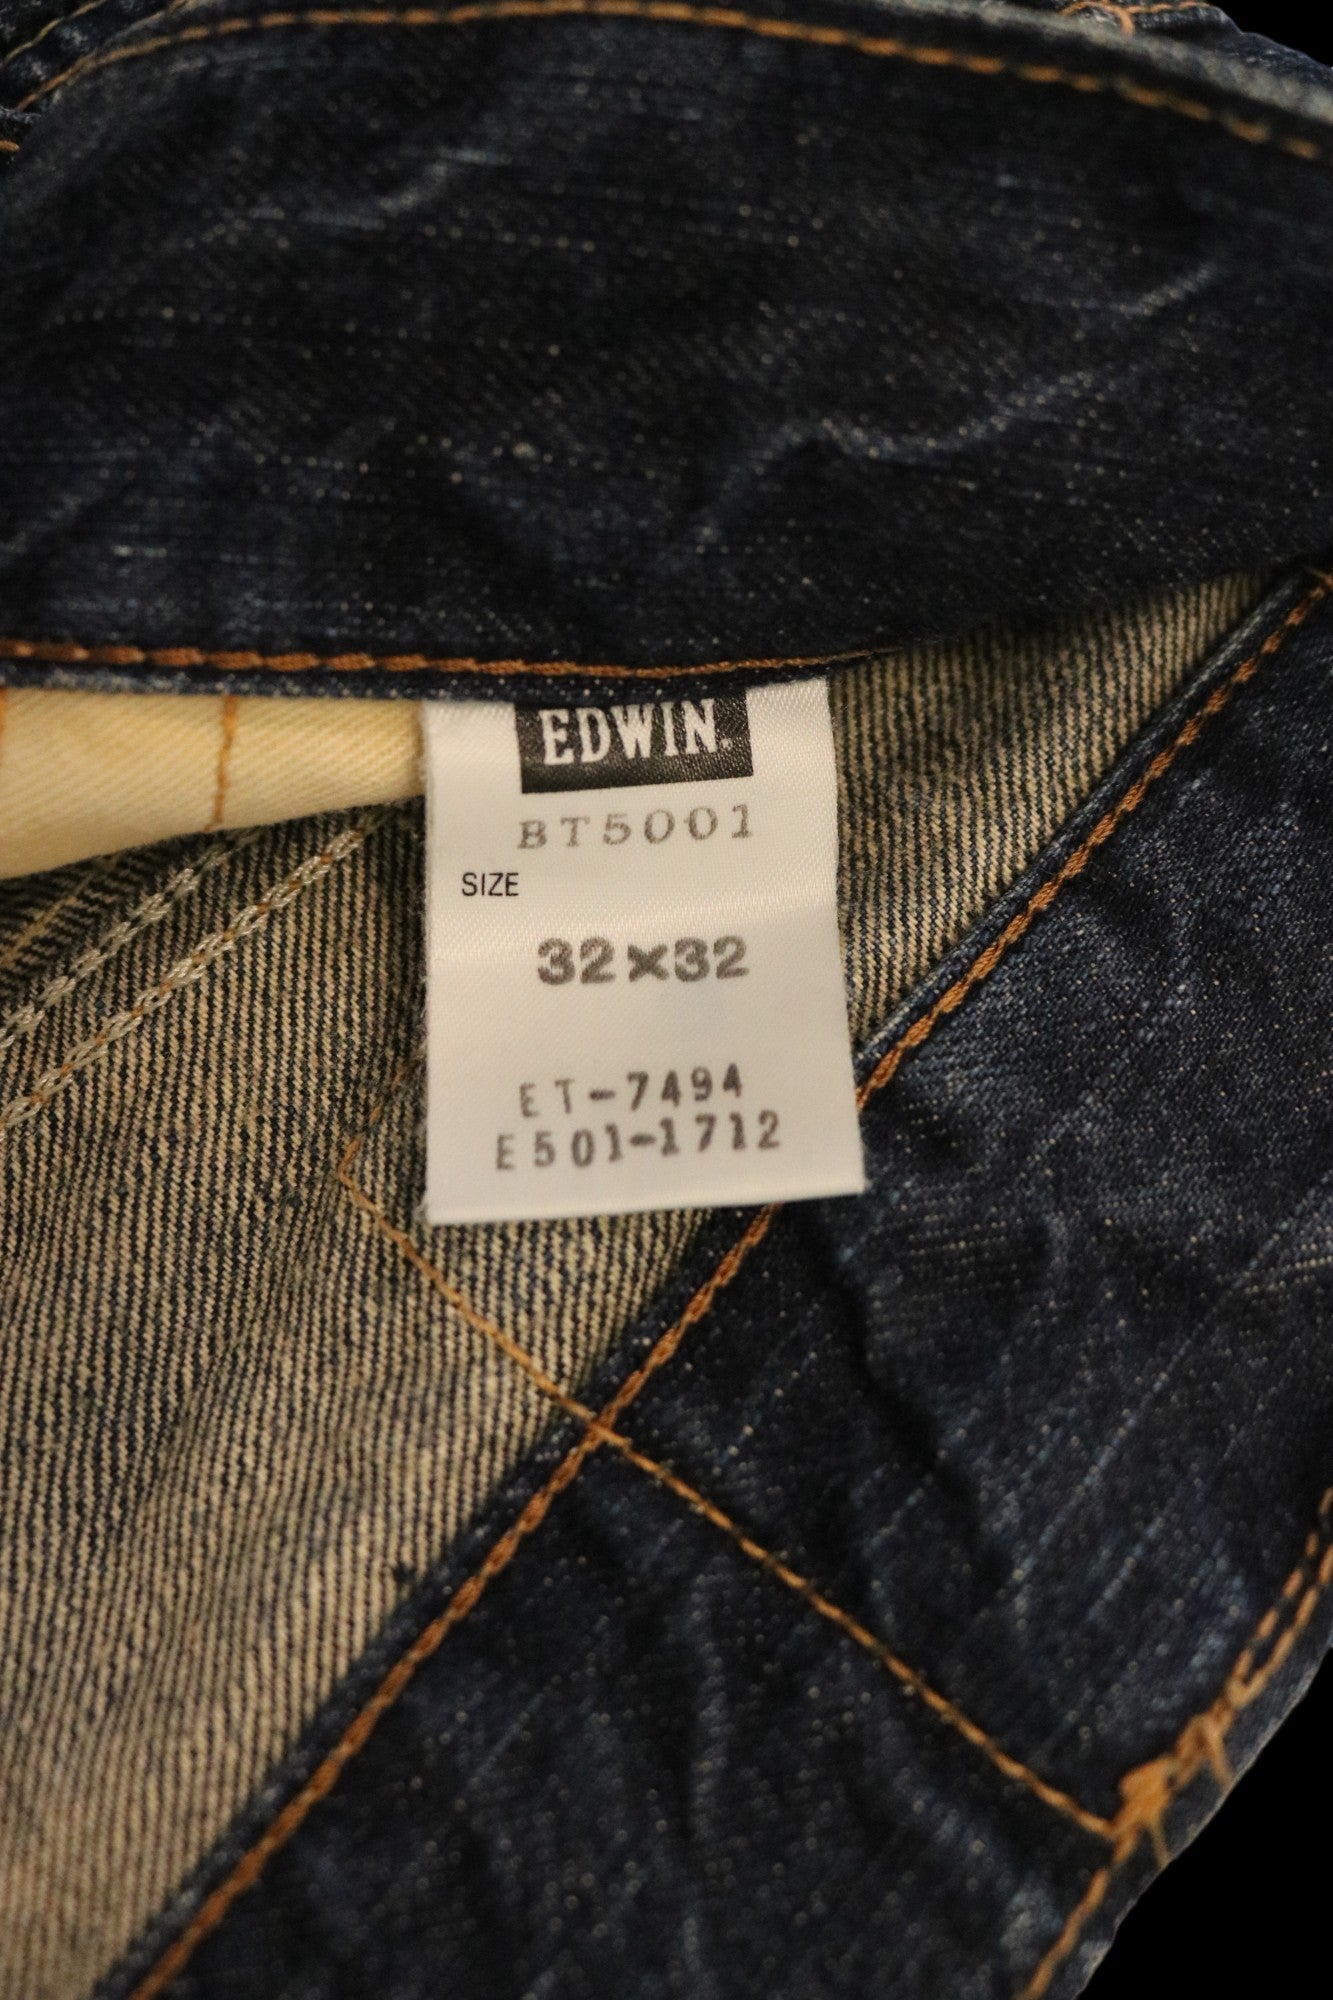 EDWIN.
BT5001
SIZE
32×32
ET-7494
E501-1712